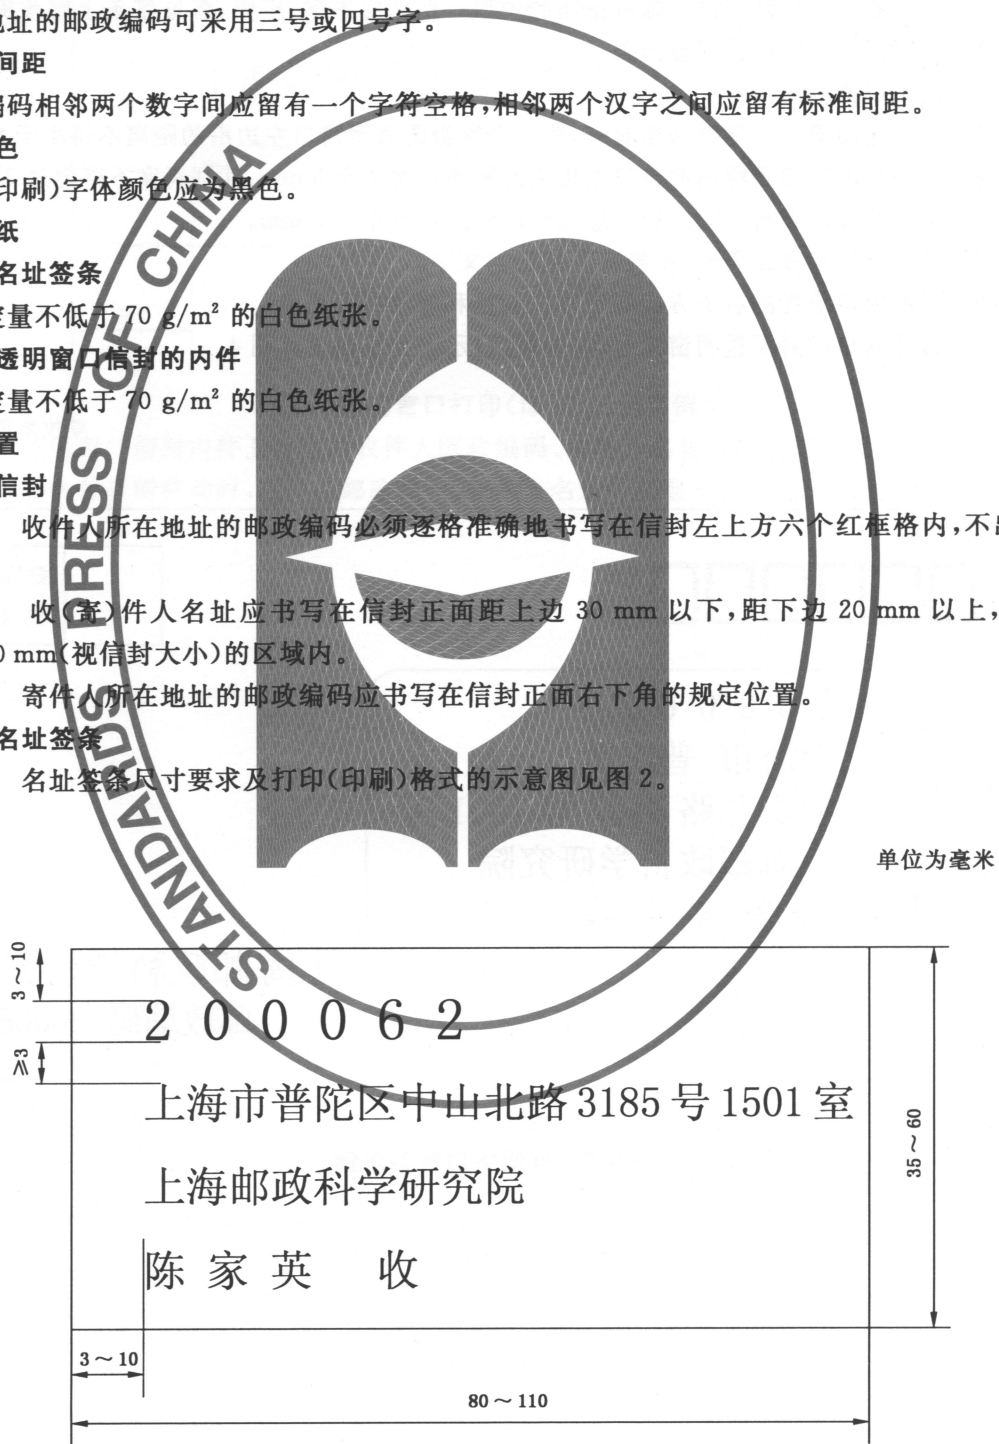 址的邮政编码可采用三号或四号字。
间距
编码相邻两个数字间应留有一个字符空格,相邻两个汉字之间应留有标准间距。
色
印刷)字体颜色应为黑色。
纸
名址签条
定量不低于 70 g/m² 的白色纸张。
透明窗口信封的内件
定量不低于 70 g/m² 的白色纸张。
置
信封
收件人所在地址的邮政编码必须逐格准确地书写在信封左上方六个红框格内,不
收(寄)件人名址应书写在信封正面距上边 30 mm 以下,距下边 20 mm 以上,
0 mm(视信封大小)的区域内。
寄件人所在地址的邮政编码应书写在信封正面右下角的规定位置。
名址签条
名址签条尺寸要求及打印(印刷)格式的示意图见图 2。
STANDARDS PRESS OF CHINA
单位为毫米
3～10
200062
≥3
上海市普陀区中山北路 3185 号 1501 室
35～60
上海邮政科学研究院
陈家英 收
3～10
80～110